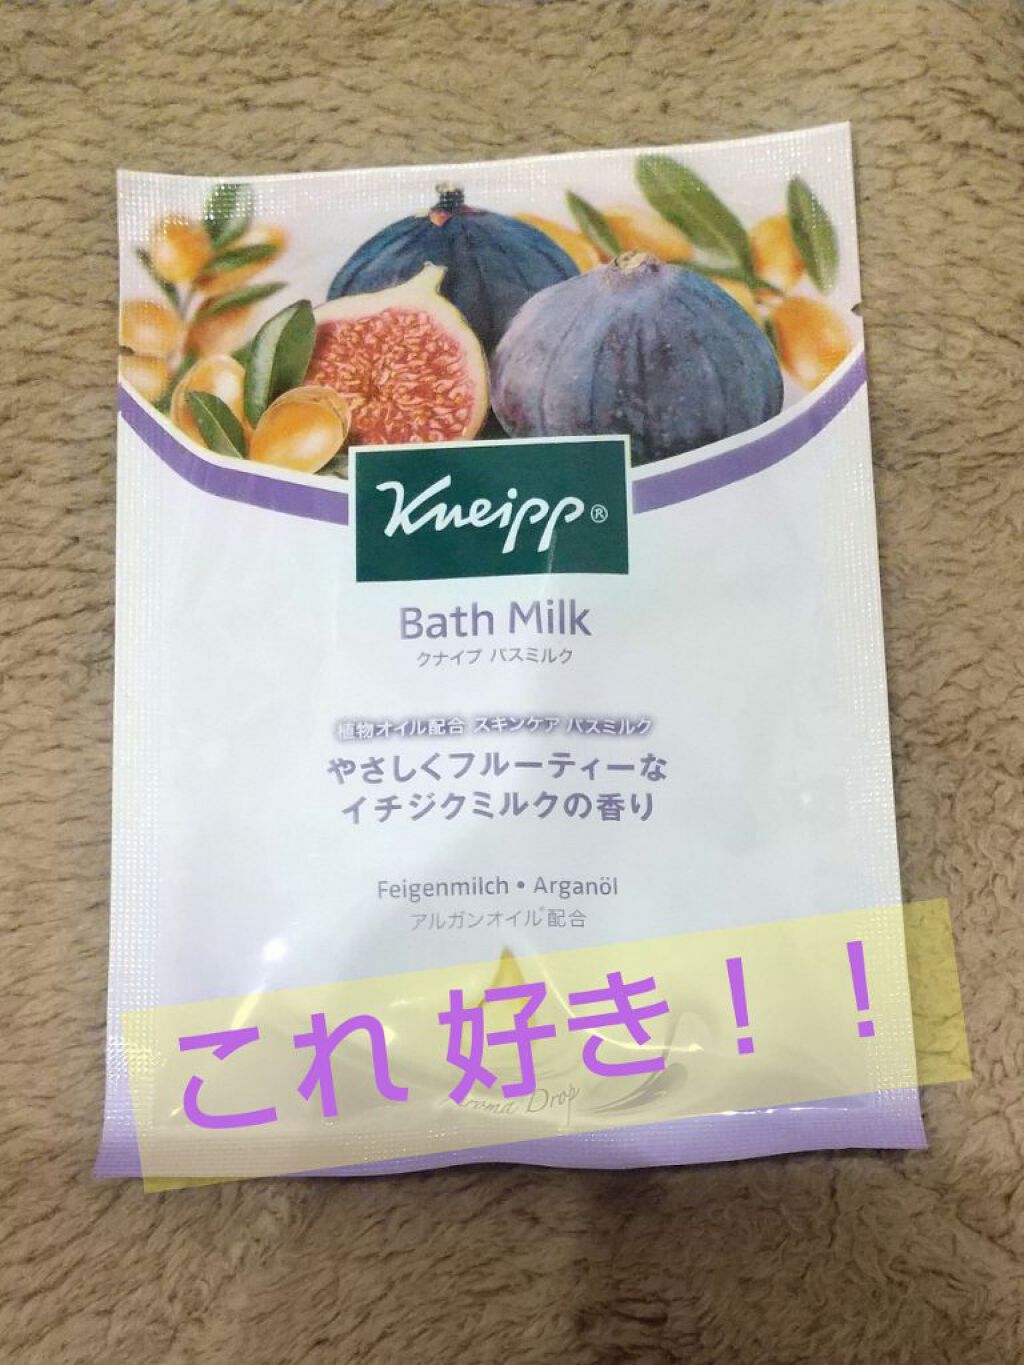 Kneipp®
Bath Milk
クナイプ バスミルク
植物オイル配合 スキンケア バスミルク
やさしくフルーティーな
イチジクミルクの香り
Feigenmilch • Arganöl
アルガンオイル*配合
これ 好き！！
Aroma Drop